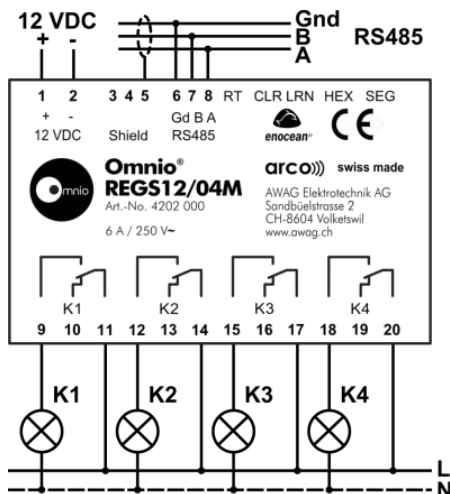 12 VDC
+ -
Gnd
B
A
RS485
1 2 3 4 5 6 7 8 RT CLR LRN HEX SEG
+ - Gd B A
12 VDC Shield RS485
enocean®
CE
Omnio
Omnio®
REGS12/04M
Art.-No. 4202 000
6 A / 250 V~
arco))) swiss made
AWAG Elektrotechnik AG
Sandbüelstrasse 2
CH-8604 Volketswil
www.awag.ch
K1 K2 K3 K4
9 10 11 12 13 14 15 16 17 18 19 20
K1 K2 K3 K4
L
N